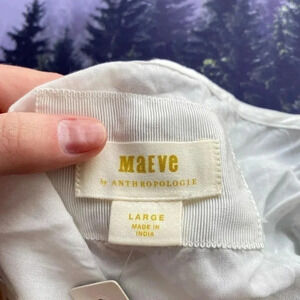 MAEVE
by ANTHROPOLOGIE
LARGE
MADE IN
INDIA